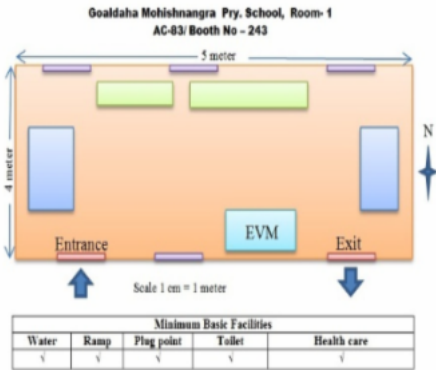 Goaldaha Mohishnangra Pry. School, Room- 1
AC-83/ Booth No – 243
5 meter
4 meter
N
EVM
Entrance
Exit
Scale 1 cm = 1 meter
Minimum Basic Facilities
Water Ramp Plug point Toilet Health care
√ √ √ √ √